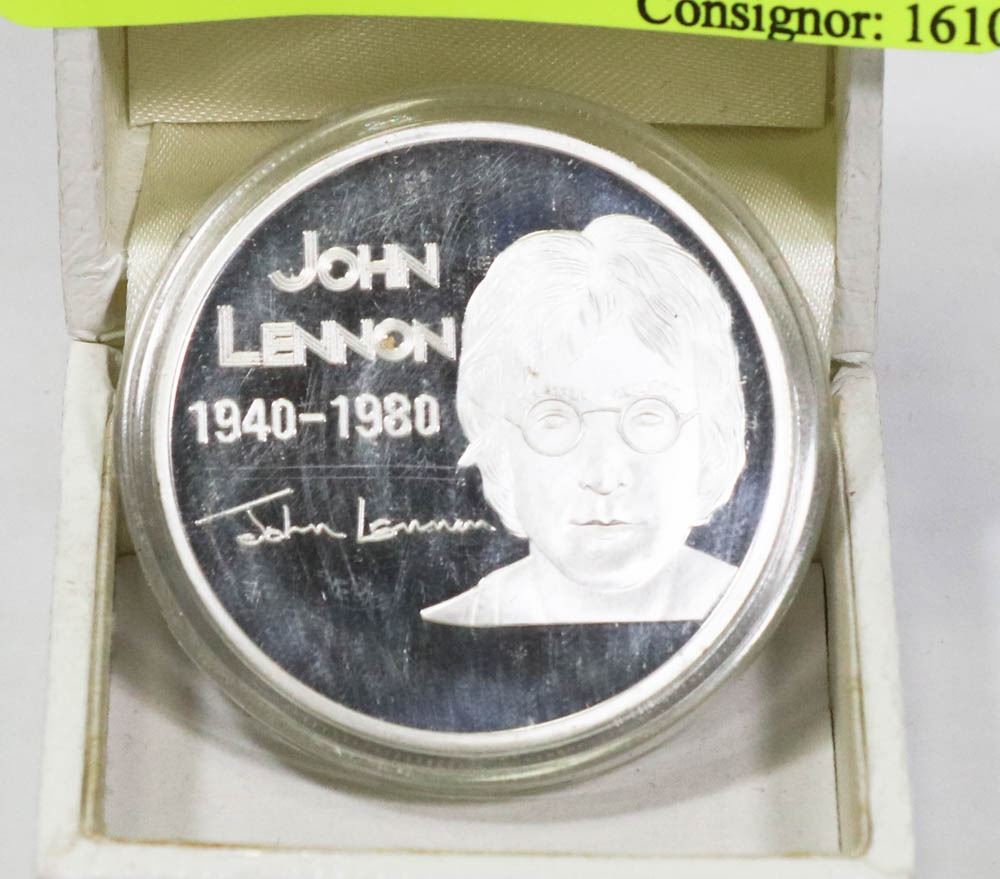 Consignor: 1610
JOHN
LENNON
1940-1980
John Lennon